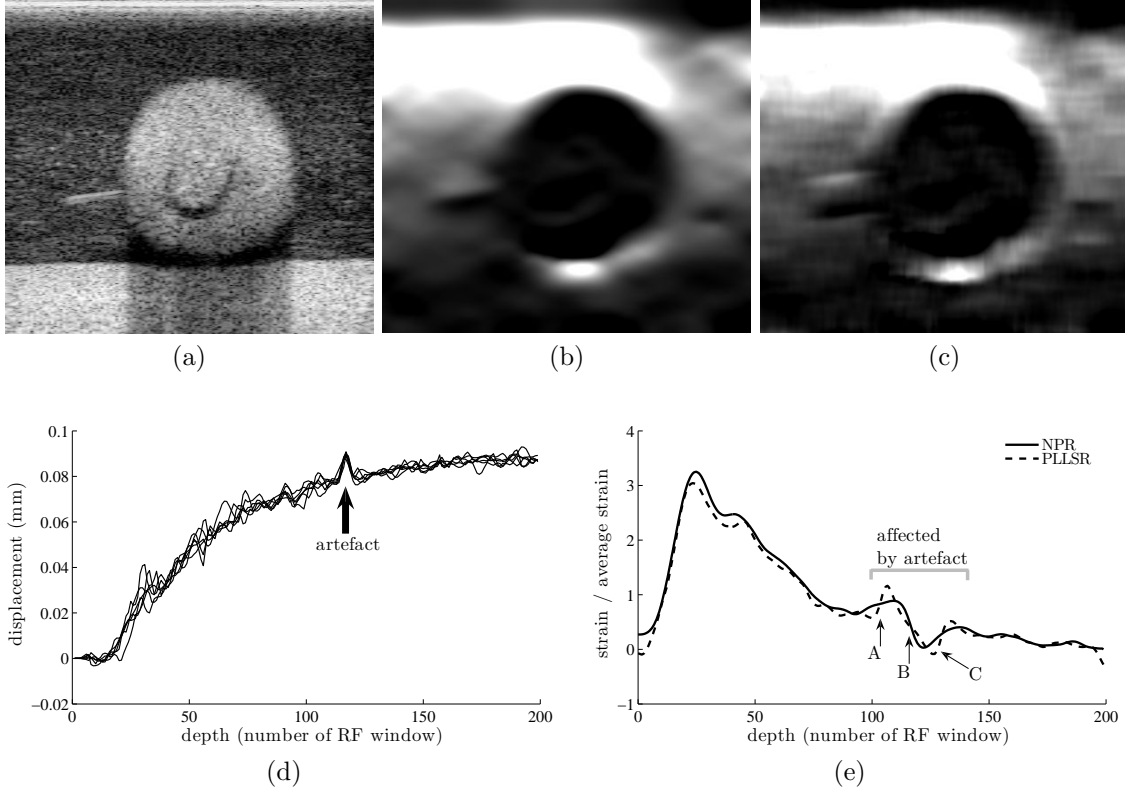 (a)
(b)
(c)
0.1
0.08
0.06
0.04
0.02
0
−0.02
0
50
100
150
200
displacement (mm)
depth (number of RF window)
artefact
(d)
4
3
2
1
0
−1
0
50
100
150
200
strain / average strain
depth (number of RF window)
NPR
PLLSR
affected
by artefact
A
B
C
(e)